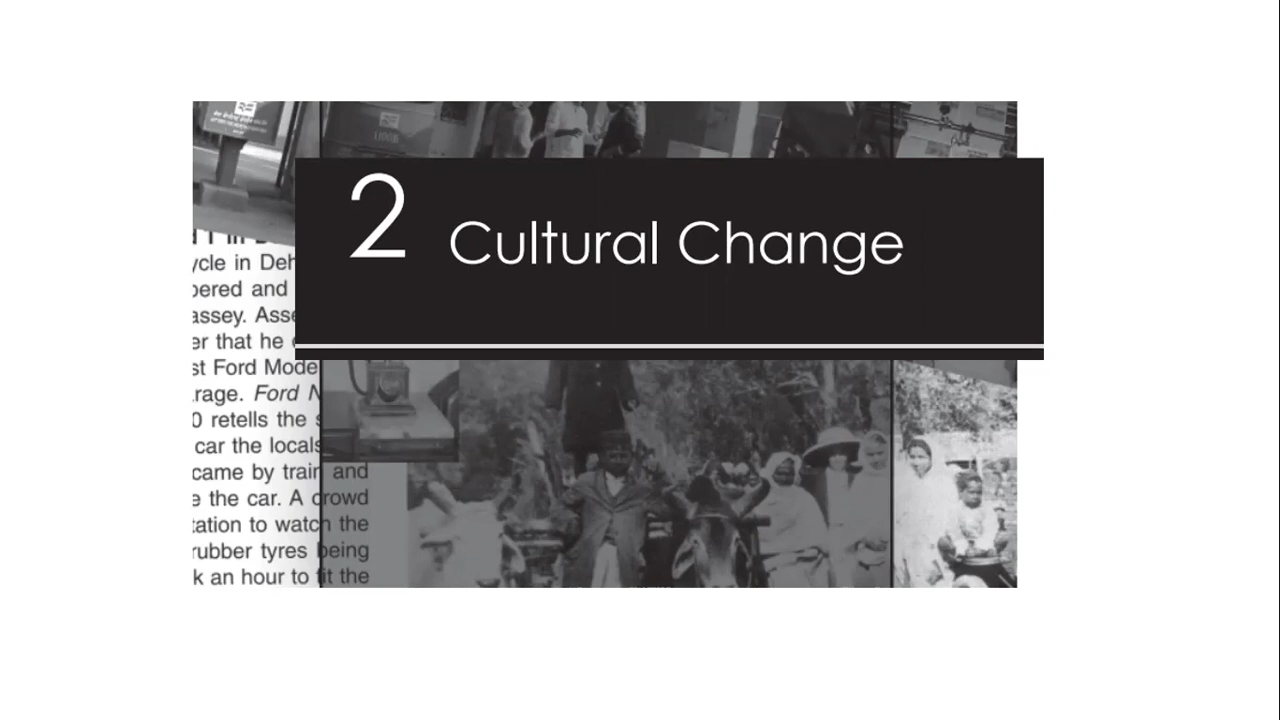 2 Cultural Change
ycle in Deh
pered and
assey. Asse
er that he
st Ford Mode
rage. Ford N
0 retells the s
car the locals
came by train and
e the car. A crowd
tation to watch the
rubber tyres being
k an hour to fit the